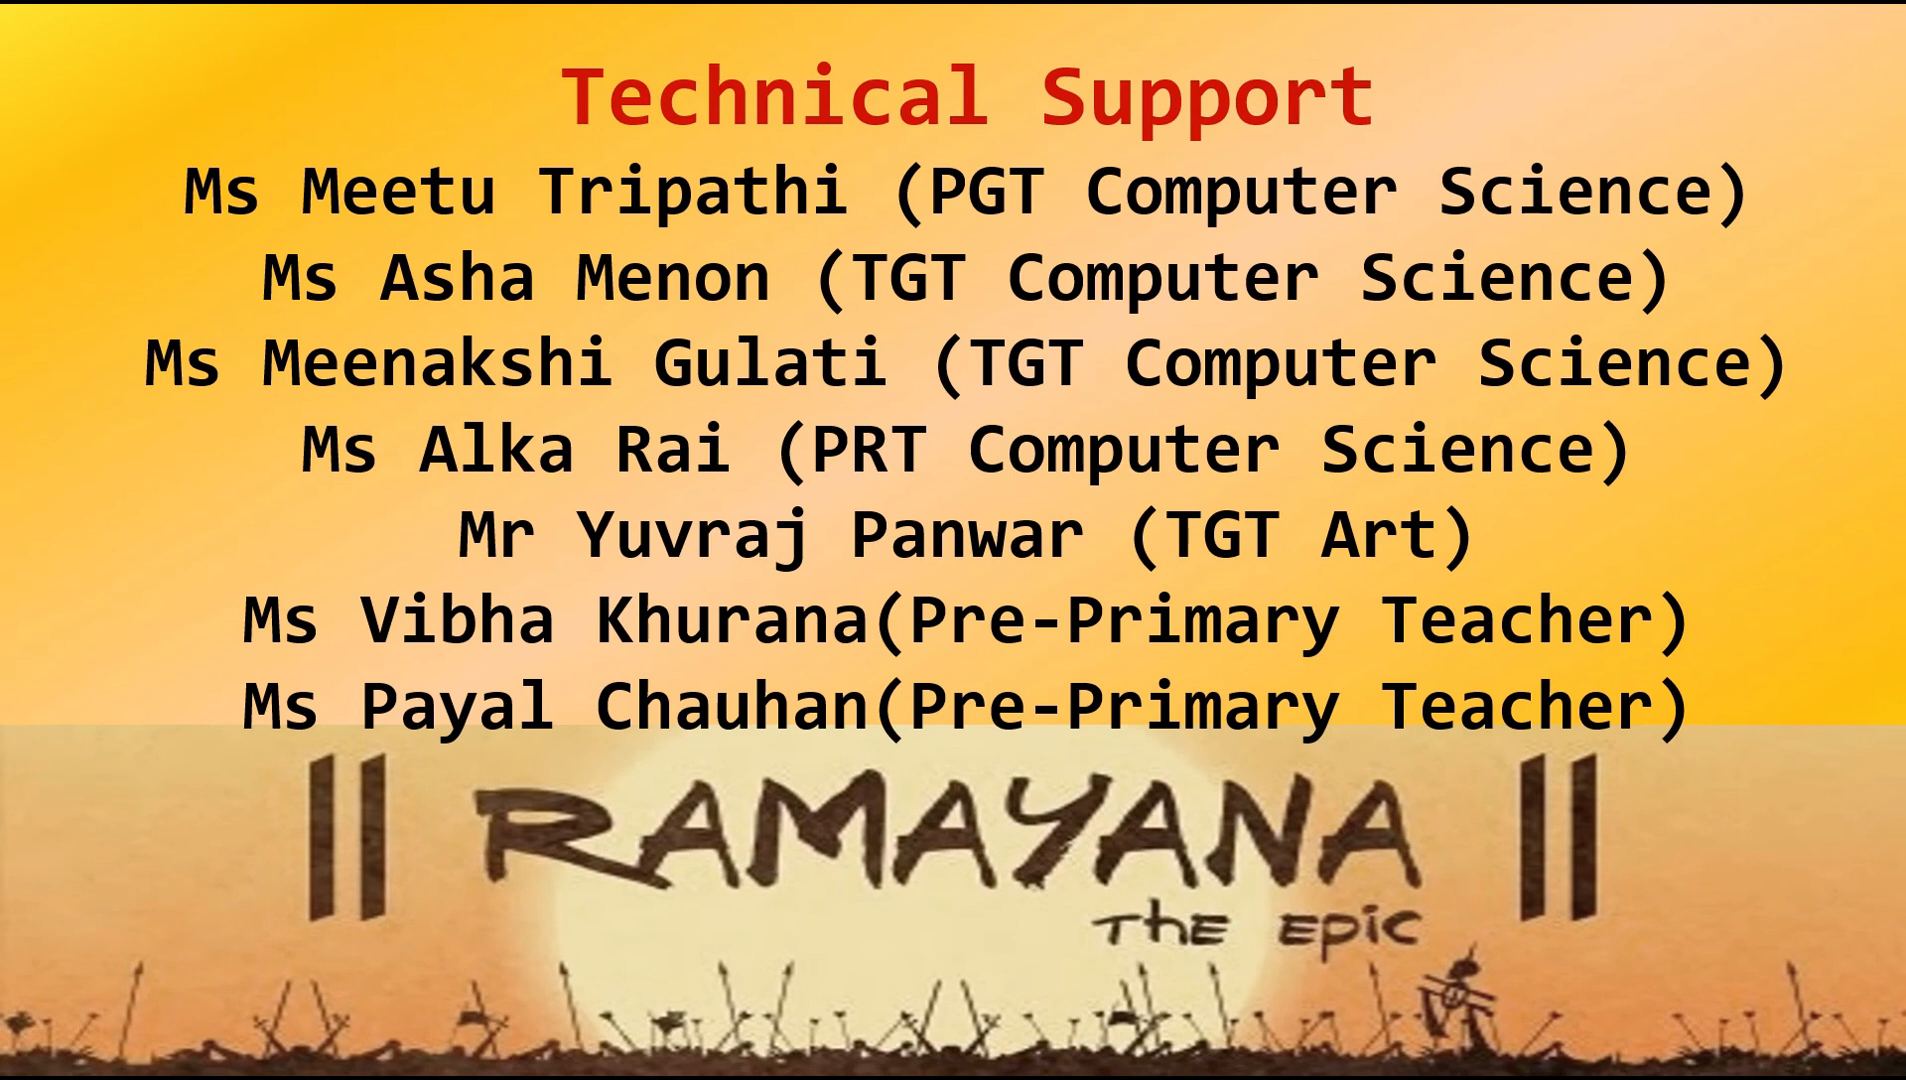 Technical Support
Ms Meetu Tripathi (PGT Computer Science)
Ms Asha Menon (TGT Computer Science)
Ms Meenakshi Gulati (TGT Computer Science)
Ms Alka Rai (PRT Computer Science)
Mr Yuvraj Panwar (TGT Art)
Ms Vibha Khurana(Pre-Primary Teacher)
Ms Payal Chauhan(Pre-Primary Teacher)
|| RAMAYANA ||
THE EPIC